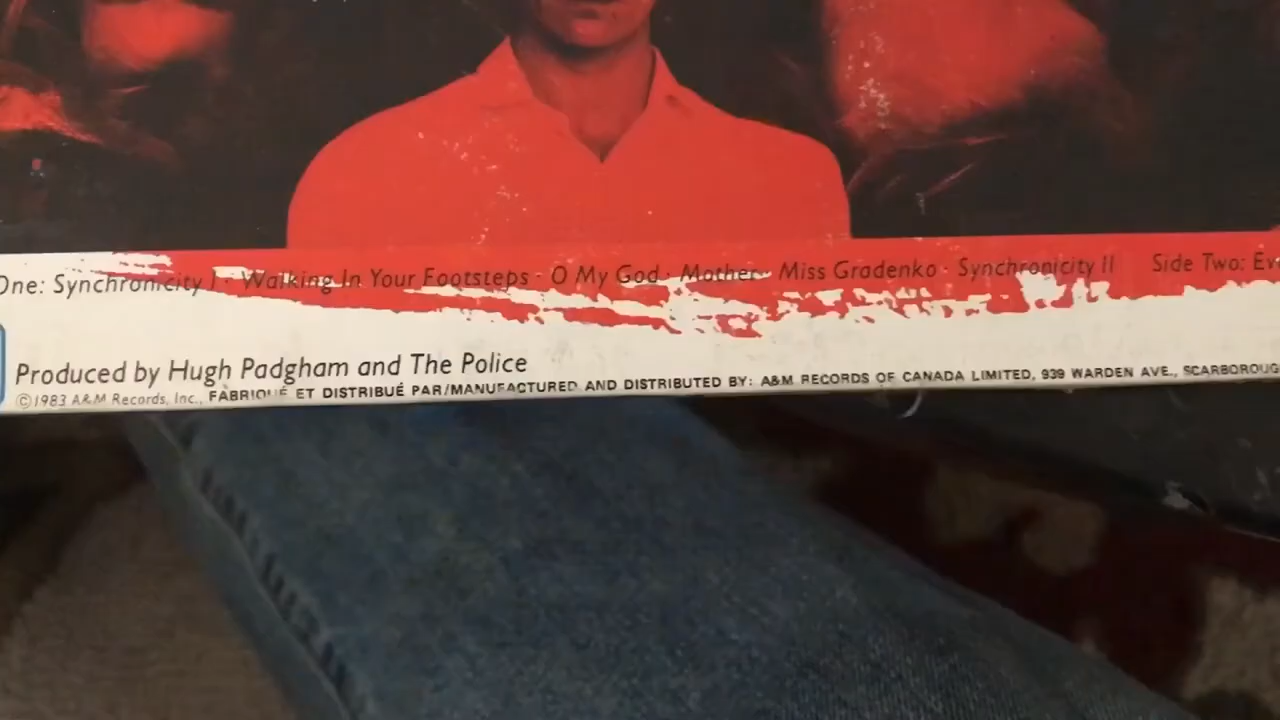 One: Synchronicity I · Walking In Your Footsteps · O My God · Mother · Miss Gradenko · Synchronicity II Side Two: Ev
Produced by Hugh Padgham and The Police
©1983 A&M Records, Inc., FABRIQUÉ ET DISTRIBUÉ PAR/MANUFACTURED AND DISTRIBUTED BY: A&M RECORDS OF CANADA LIMITED, 939 WARDEN AVE., SCARBOROUG